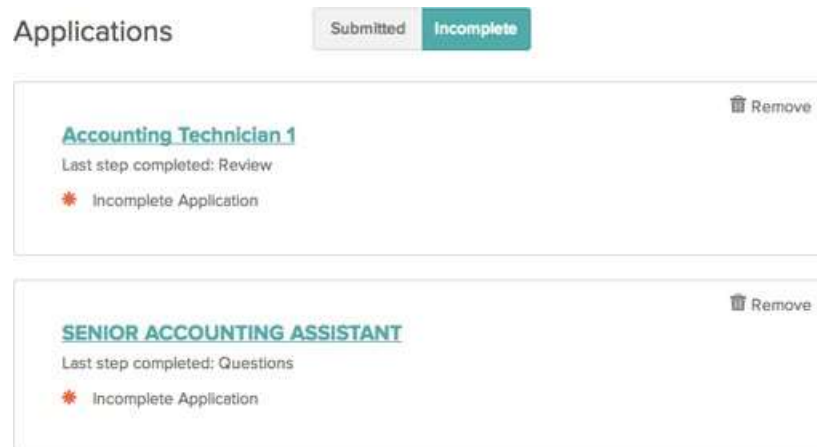 Applications
Submitted Incomplete
Remove
Accounting Technician 1
Last step completed: Review
Incomplete Application
Remove
SENIOR ACCOUNTING ASSISTANT
Last step completed: Questions
Incomplete Application